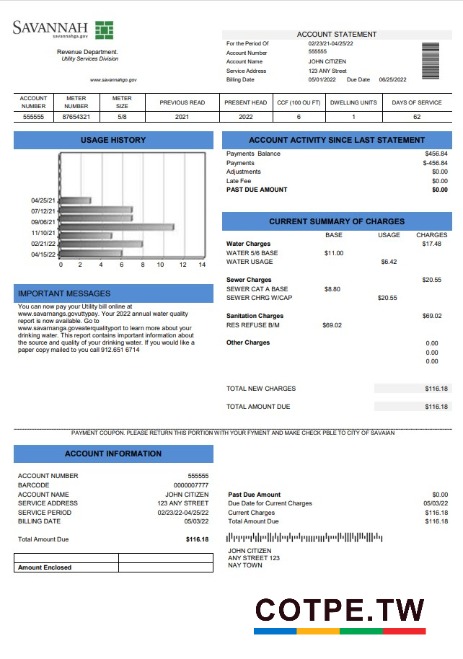 SAVANNAH
savannahga.gov
Revenue Department.
Utility Services Division
www.savannahgo.gov
ACCOUNT STATEMENT
For the Period Of 02/23/21-04/25/22
Account Number 555555
Account Name JOHN CITIZEN
Service Address 123 ANY Street
Billing Date 05/01/2022 Due Date 06/25/2022
ACCOUNT NUMBER METER NUMBER METER SIZE PREVIOUS READ PRESENT HEAD CCF (100 OU FT) DWELLING UNITS DAYS OF SERVICE
555555 87654321 5/8 2021 2022 6 1 62
USAGE HISTORY
04/25/21
07/12/21
09/06/21
11/10/21
02/21/22
04/15/22
0 2 4 6 8 10 12 14
IMPORTANT MESSAGES
You can now pay your Utility bill online at
www.savamangs.govuttypay. Your 2022 annual water quality
report is now available. Go to
www.savamanga.govesterqualityport to learn more about your
drinking water. This report contains important information about
the source and quality of your drinking water. If you would like a
paper copy mailed to you call 912.651 6714
ACCOUNT ACTIVITY SINCE LAST STATEMENT
Payments Balance $456.84
Payments $-456.84
Adjustments $0.00
Late Fee $0.00
PAST DUE AMOUNT $0.00
CURRENT SUMMARY OF CHARGES
BASE USAGE CHARGES
Water Charges $17.48
WATER 5/6 BASE $11.00
WATER USAGE $6.42
Sewer Charges $20.55
SEWER CAT A BASE $8.80
SEWER CHRG W/CAP $20.55
Sanitation Charges $69.02
RES REFUSE B/M $69.02
Other Charges 0.00
0.00
0.00
TOTAL NEW CHARGES $116.18
TOTAL AMOUNT DUE $116.18
PAYMENT COUPON. PLEASE RETURN THIS PORTION WITH YOUR FYMENT AND MAKE CHECK PBLE TO CITY OF SAVAIAN
ACCOUNT INFORMATION
ACCOUNT NUMBER 555555
BARCODE 0000007777
ACCOUNT NAME JOHN CITIZEN
SERVICE ADDRESS 123 ANY STREET
SERVICE PERIOD 02/23/22-04/25/22
BILLING DATE 05/03/22
Total Amount Due $116.18
Amount Enclosed
Past Due Amount $0.00
Due Date for Current Charges 05/03/22
Current Charges $116.18
Total Amount Due $116.18
JOHN CITIZEN
ANY STREET 123
NAY TOWN
COTPE.TW